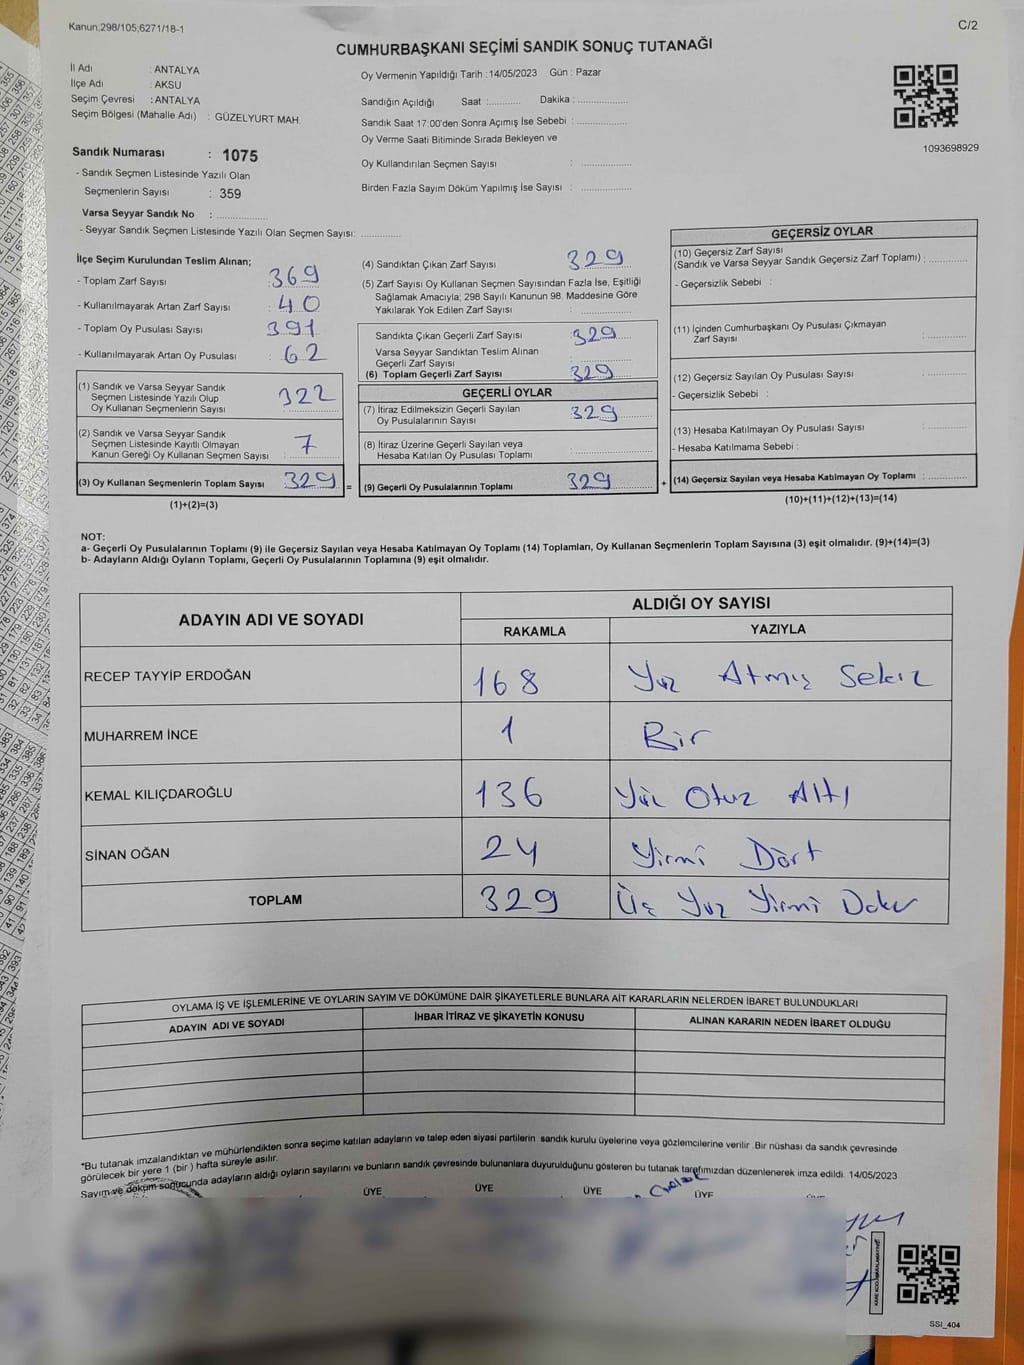 Kanun;298/105;6271/18-1
C/2
CUMHURBAŞKANI SEÇİMİ SANDIK SONUÇ TUTANAĞI
İl Adı : ANTALYA
İlçe Adı : AKSU
Seçim Çevresi : ANTALYA
Seçim Bölgesi (Mahalle Adı) : GÜZELYURT MAH.
Sandık Numarası : 1075
- Sandık Seçmen Listesinde Yazılı Olan
Seçmenlerin Sayısı : 359
Varsa Seyyar Sandık No : ..................
- Seyyar Sandık Seçmen Listesinde Yazılı Olan Seçmen Sayısı: .............
Oy Vermenin Yapıldığı Tarih : 14/05/2023 Gün : Pazar
Sandığın Açıldığı Saat :........... Dakika : .................
Sandık Saat 17:00'den Sonra Açımış İse Sebebi : .................
Oy Verme Saati Bitiminde Sırada Bekleyen ve
Oy Kullandırılan Seçmen Sayısı : .................
Birden Fazla Sayım Döküm Yapılmış İse Sayısı : .................
1093698929
İlçe Seçim Kurulundan Teslim Alınan;
- Toplam Zarf Sayısı : 369
- Kullanılmayarak Artan Zarf Sayısı : 40
- Toplam Oy Pusulası Sayısı : 391
- Kullanılmayarak Artan Oy Pusulası : 62
(1) Sandık ve Varsa Seyyar Sandık
Seçmen Listesinde Yazılı Olup
Oy Kullanan Seçmenlerin Sayısı : 322
(2) Sandık ve Varsa Seyyar Sandık
Seçmen Listesinde Kayıtlı Olmayan
Kanun Gereği Oy Kullanan Seçmen Sayısı : 7
(3) Oy Kullanan Seçmenlerin Toplam Sayısı : 329
(1)+(2)=(3)
=
(4) Sandıktan Çıkan Zarf Sayısı : 329
(5) Zarf Sayısı Oy Kullanan Seçmen Sayısından Fazla İse, Eşitliği
Sağlamak Amacıyla; 298 Sayılı Kanunun 98. Maddesine Göre
Yakılarak Yok Edilen Zarf Sayısı : .................
Sandıkta Çıkan Geçerli Zarf Sayısı : 329
Varsa Seyyar Sandıktan Teslim Alınan
Geçerli Zarf Sayısı : .................
(6) Toplam Geçerli Zarf Sayısı : 329
GEÇERLİ OYLAR
(7) İtiraz Edilmeksizin Geçerli Sayılan
Oy Pusulalarının Sayısı : 329
(8) İtiraz Üzerine Geçerli Sayılan veya
Hesaba Katılan Oy Pusulası Toplamı : .................
(9) Geçerli Oy Pusulalarının Toplamı : 329
+
GEÇERSİZ OYLAR
(10) Geçersiz Zarf Sayısı
(Sandık ve Varsa Seyyar Sandık Geçersiz Zarf Toplamı) : .............
- Geçersizlik Sebebi :
(11) İçinden Cumhurbaşkanı Oy Pusulası Çıkmayan
Zarf Sayısı : .............
(12) Geçersiz Sayılan Oy Pusulası Sayısı : .............
- Geçersizlik Sebebi :
(13) Hesaba Katılmayan Oy Pusulası Sayısı : .............
- Hesaba Katılmama Sebebi :
(14) Geçersiz Sayılan veya Hesaba Katılmayan Oy Toplamı : .............
(10)+(11)+(12)+(13)=(14)
NOT:
a- Geçerli Oy Pusulalarının Toplamı (9) ile Geçersiz Sayılan veya Hesaba Katılmayan Oy Toplamı (14) Toplamları, Oy Kullanan Seçmenlerin Toplam Sayısına (3) eşit olmalıdır. (9)+(14)=(3)
b- Adayların Aldığı Oyların Toplamı, Geçerli Oy Pusulalarının Toplamına (9) eşit olmalıdır.
ADAYIN ADI VE SOYADI
ALDIĞI OY SAYISI
RAKAMLA YAZIYLA
RECEP TAYYİP ERDOĞAN 168 Yüz Atmış Sekiz
MUHARREM İNCE 1 Bir
KEMAL KILIÇDAROĞLU 136 Yüz Otuz Altı
SİNAN OĞAN 24 Yirmi Dört
TOPLAM 329 Üç Yüz Yirmi Dokuz
OYLAMA İŞ VE İŞLEMLERİNE VE OYLARIN SAYIM VE DÖKÜMÜNE DAİR ŞİKAYETLERLE BUNLARA AİT KARARLARIN NELERDEN İBARET BULUNDUKLARI
ADAYIN ADI VE SOYADI İHBAR İTİRAZ VE ŞİKAYETİN KONUSU ALINAN KARARIN NEDEN İBARET OLDUĞU
*Bu tutanak imzalandıktan ve mühürlendikten sonra seçime katılan adayların ve talep eden siyasi partilerin sandık kurulu üyelerine veya gözlemcilerine verilir. Bir nüshası da sandık çevresinde
görülecek bir yere 1 (bir) hafta süreyle asılır.
Sayım ve döküm sonucunda adayların aldığı oyların sayılarını ve bunların sandık çevresinde bulunanlara duyurulduğunu gösteren bu tutanak tarafımızdan düzenlenerek imza edildi. 14/05/2023
ÜYE ÜYE ÜYE ÜYE
SSI_404